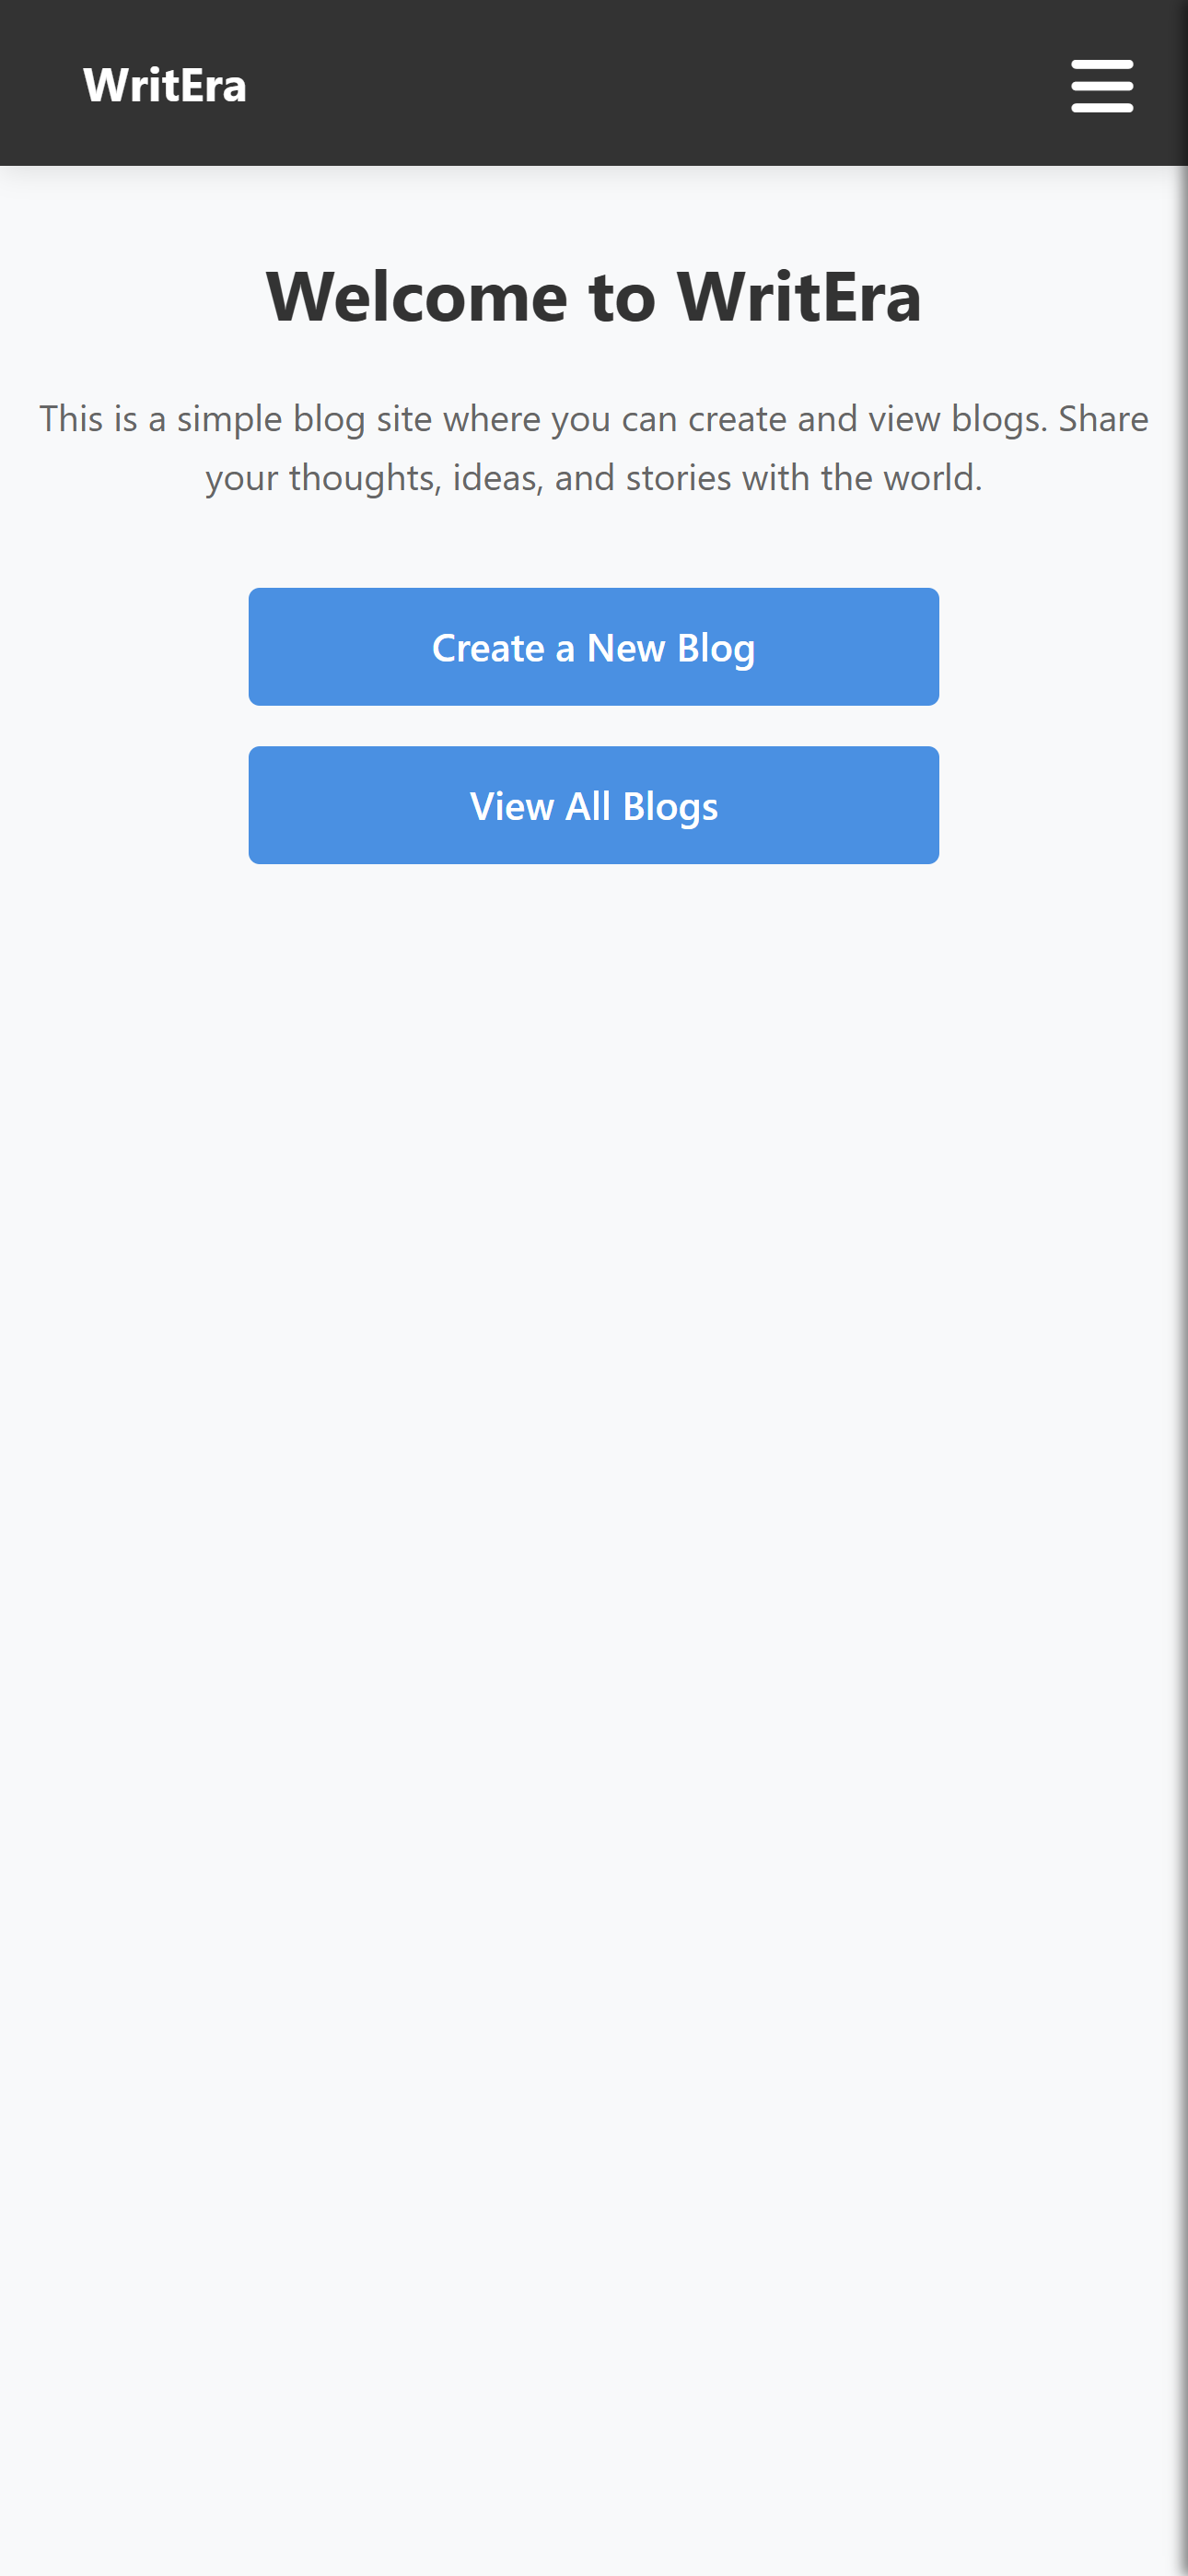 WritEra
Welcome to WritEra
This is a simple blog site where you can create and view blogs. Share
your thoughts, ideas, and stories with the world.
Create a New Blog
View All Blogs